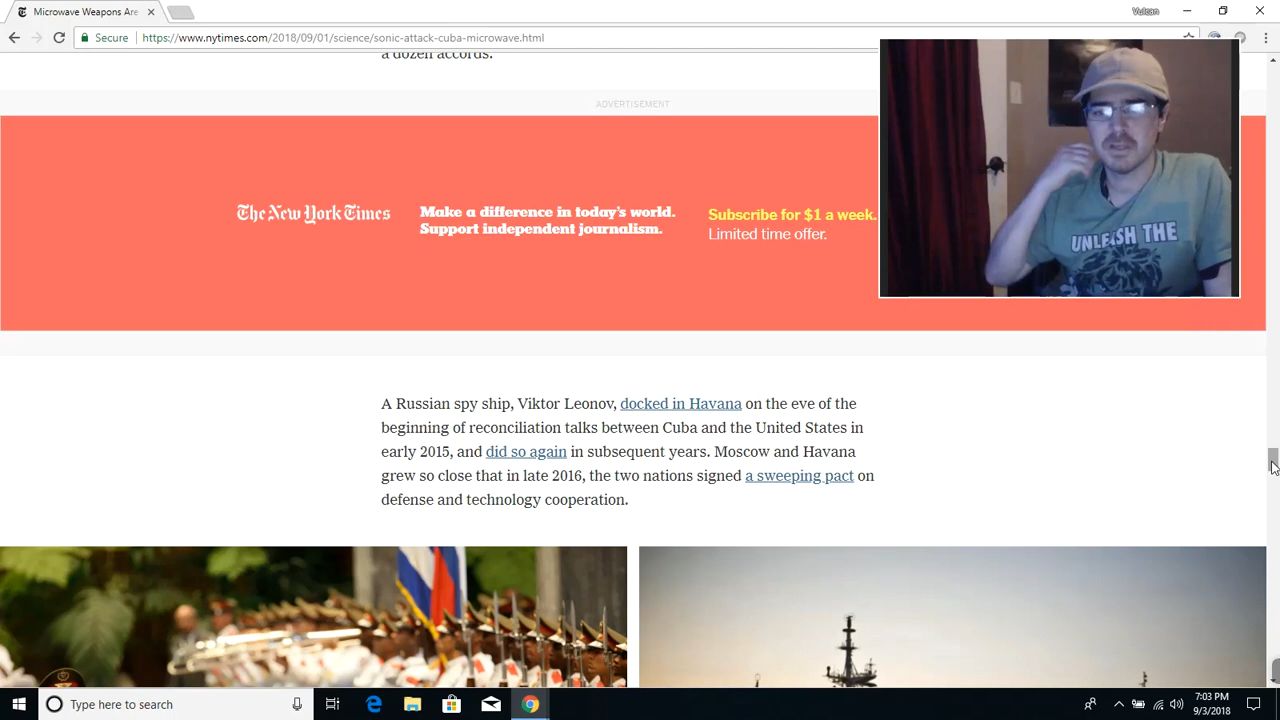 Microwave Weapons Are
Vulcan
Secure
https://www.nytimes.com/2018/09/01/science/sonic-attack-cuba-microwave.html
a dozen accords.
ADVERTISEMENT
The New York Times
Make a difference in today's world.
Support independent journalism.
Subscribe for $1 a week.
Limited time offer.
UNLEASH THE
A Russian spy ship, Viktor Leonov, docked in Havana on the eve of the
beginning of reconciliation talks between Cuba and the United States in
early 2015, and did so again in subsequent years. Moscow and Havana
grew so close that in late 2016, the two nations signed a sweeping pact on
defense and technology cooperation.
Type here to search
7:03 PM
9/3/2018